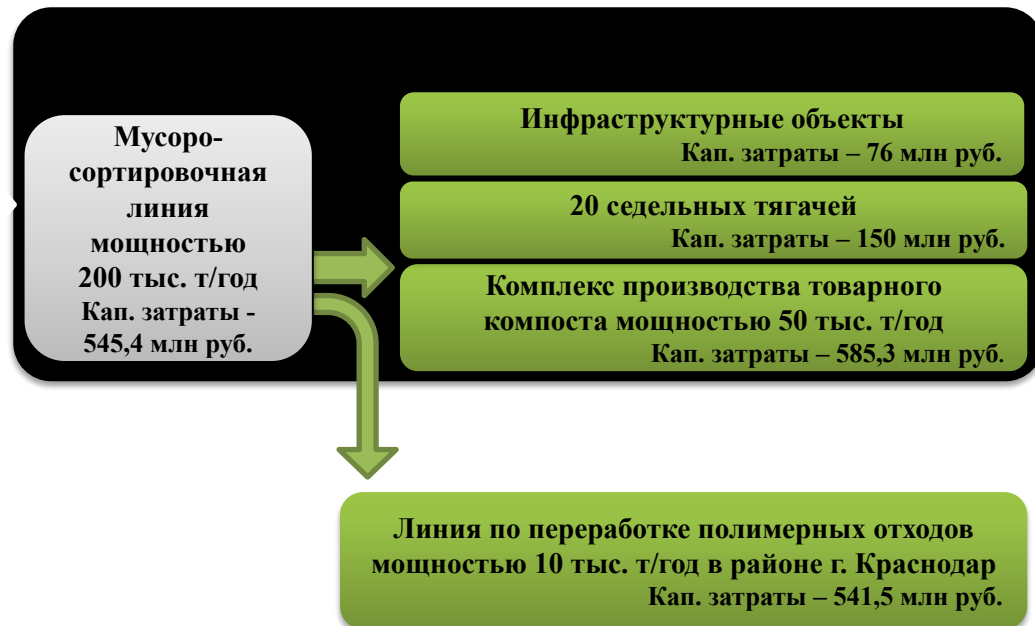 Мусоро-
сортировочная
линия
мощностью
200 тыс. т/год
Кап. затраты -
545,4 млн руб.
Инфраструктурные объекты
Кап. затраты – 76 млн руб.
20 седельных тягачей
Кап. затраты – 150 млн руб.
Комплекс производства товарного
компоста мощностью 50 тыс. т/год
Кап. затраты – 585,3 млн руб.
Линия по переработке полимерных отходов
мощностью 10 тыс. т/год в районе г. Краснодар
Кап. затраты – 541,5 млн руб.